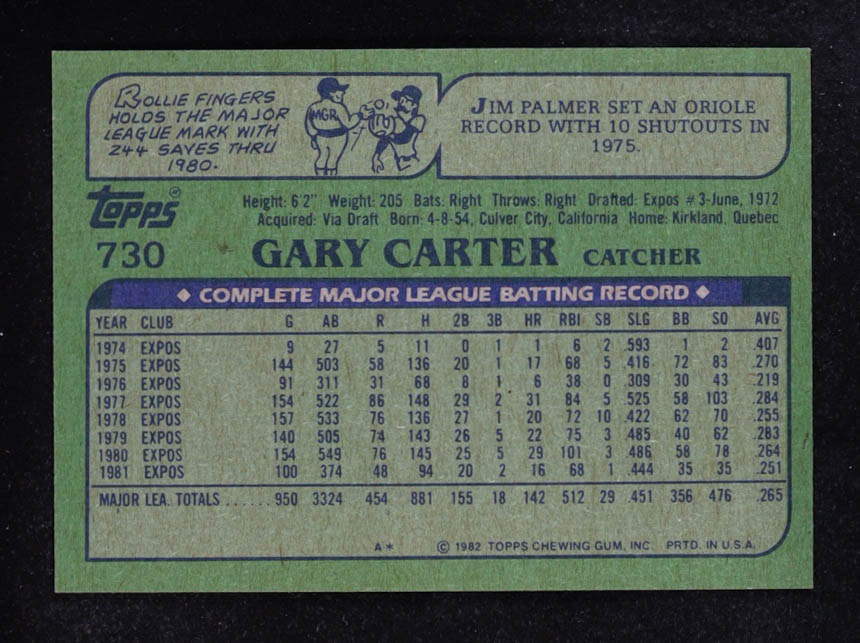 ROLLIE FINGERS
HOLDS THE MAJOR
LEAGUE MARK WITH
244 SAVES THRU
1980.
MGR.
JIM PALMER SET AN ORIOLE
RECORD WITH 10 SHUTOUTS IN
1975.
TOPPS®
Height: 6'2" Weight: 205 Bats: Right Throws: Right Drafted: Expos #3-June, 1972
Acquired: Via Draft Born: 4-8-54, Culver City, California Home: Kirkland, Quebec
730 GARY CARTER CATCHER
◆ COMPLETE MAJOR LEAGUE BATTING RECORD ◆
YEAR CLUB G AB R H 2B 3B HR RBI SB SLG BB SO AVG
1974 EXPOS 9 27 5 11 0 1 1 6 2 .593 1 2 .407
1975 EXPOS 144 503 58 136 20 1 17 68 5 .416 72 83 .270
1976 EXPOS 91 311 31 68 8 1 6 38 0 .309 30 43 .219
1977 EXPOS 154 522 86 148 29 2 31 84 5 .525 58 103 .284
1978 EXPOS 157 533 76 136 27 1 20 72 10 .422 62 70 .255
1979 EXPOS 140 505 74 143 26 5 22 75 3 .485 40 62 .283
1980 EXPOS 154 549 76 145 25 5 29 101 3 .486 58 78 .264
1981 EXPOS 100 374 48 94 20 2 16 68 1 .444 35 35 .251
MAJOR LEA. TOTALS ...... 950 3324 454 881 155 18 142 512 29 .451 356 476 .265
A* © 1982 TOPPS CHEWING GUM, INC. PRTD. IN U.S.A.